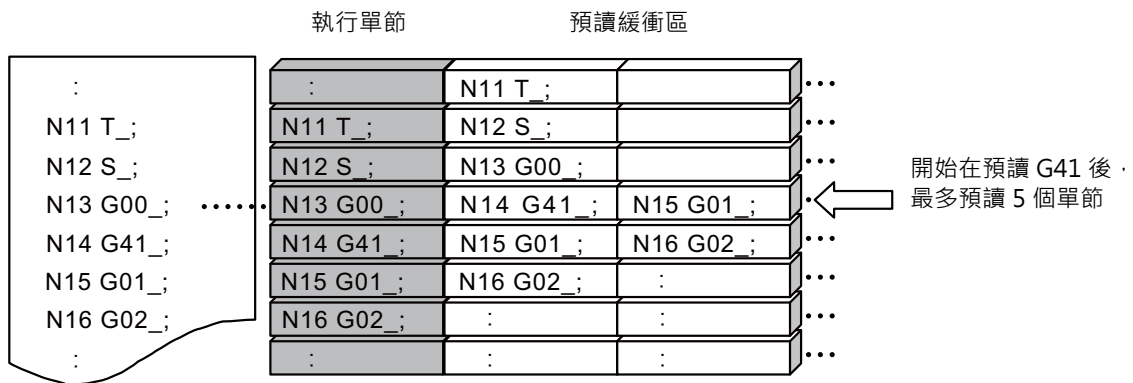 執行單節 預讀緩衝區
:
N11 T_;
N12 S_;
N13 G00_; ······
N14 G41_;
N15 G01_;
N16 G02_;
:
: N11 T_; ···
N11 T_; N12 S_; ···
N12 S_; N13 G00_; ···
N13 G00_; N14 G41_; N15 G01_; ···
N14 G41_; N15 G01_; N16 G02_; ···
N15 G01_; N16 G02_; : ···
N16 G02_; : : ···
: : : ···
開始在預讀 G41 後，
最多預讀 5 個單節